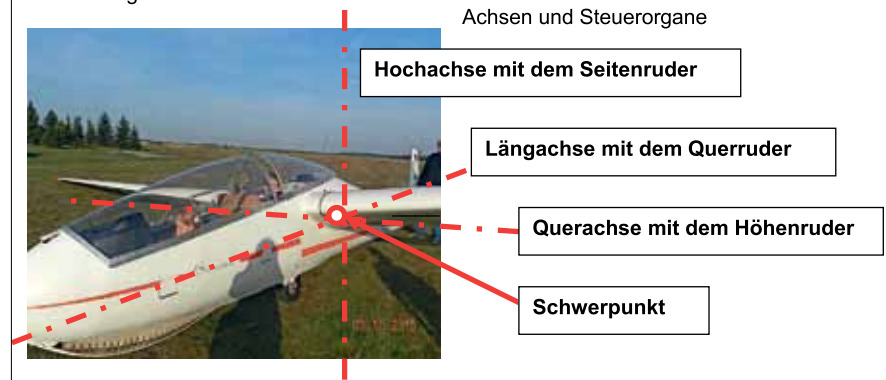 Achsen und Steuerorgane
Hochachse mit dem Seitenruder
Längachse mit dem Querruder
Querachse mit dem Höhenruder
Schwerpunkt